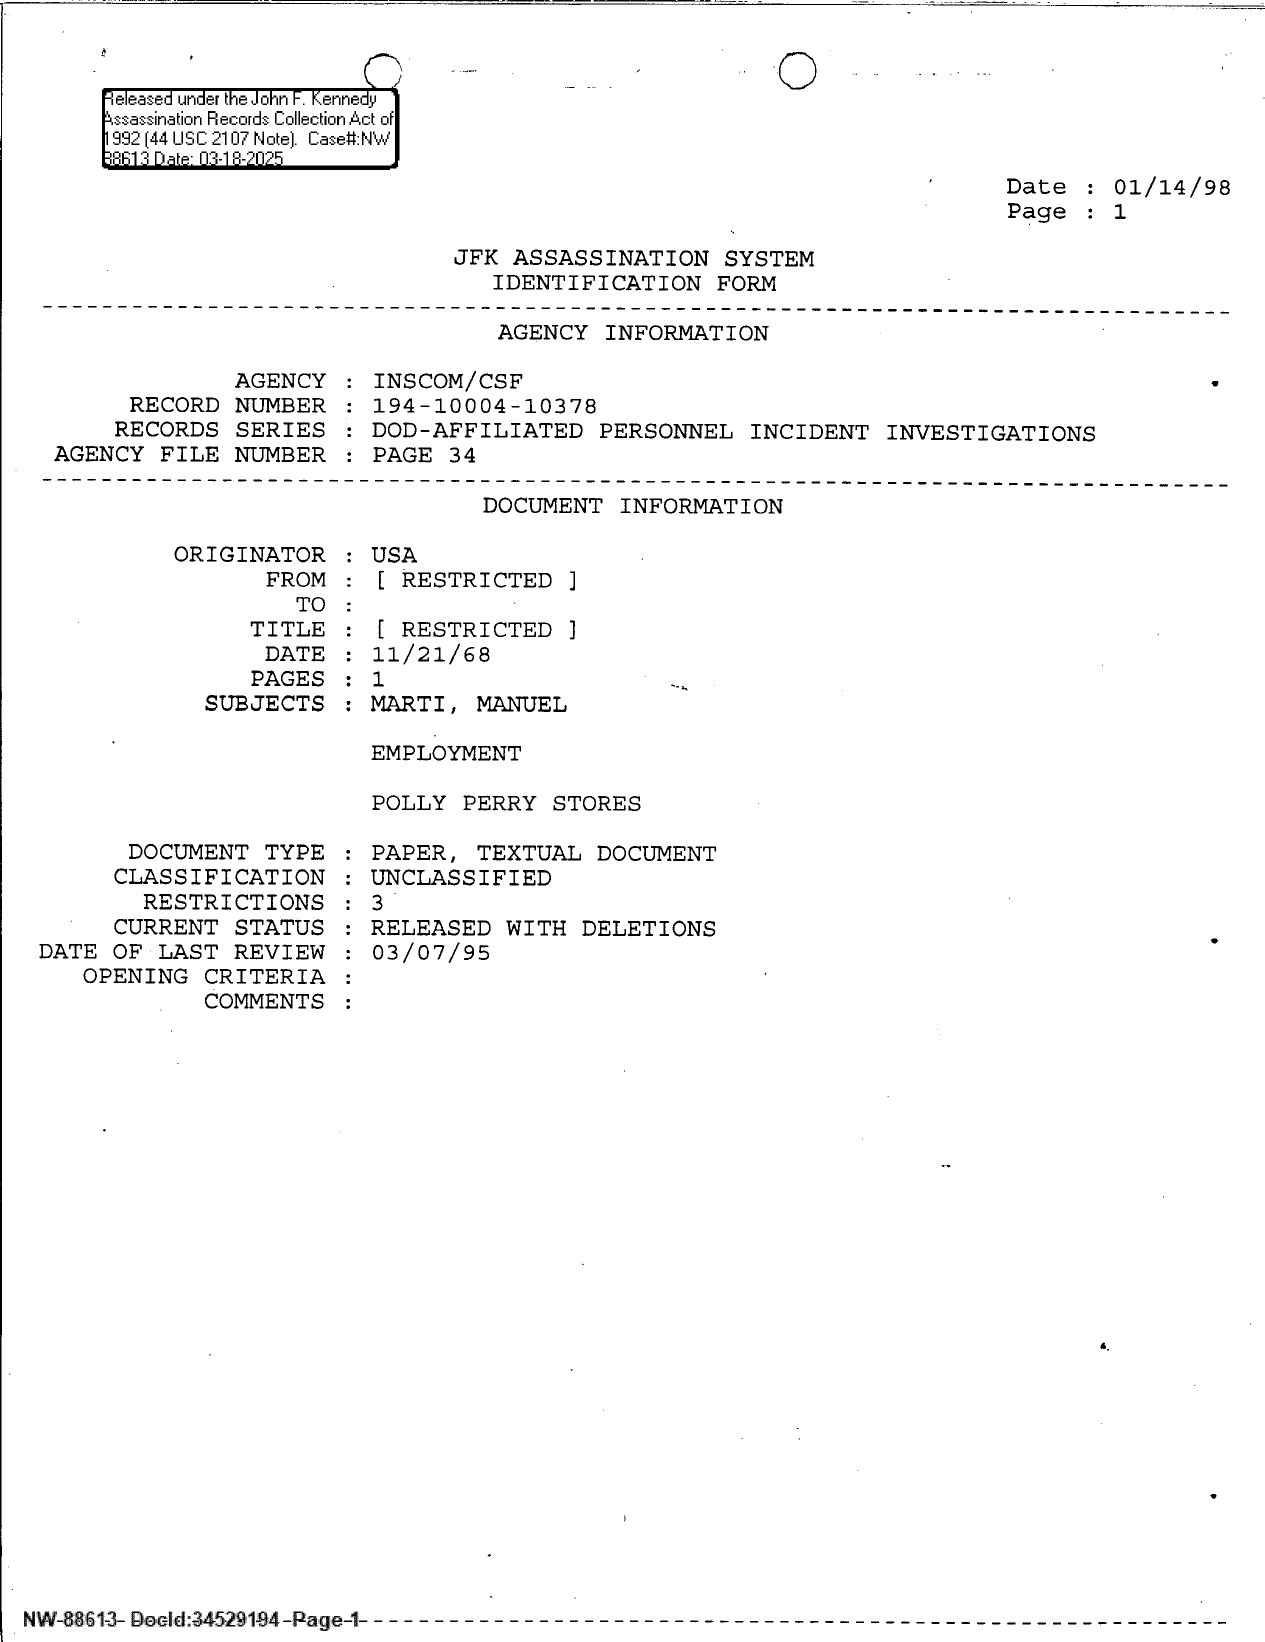 Released under the John F. Kennedy
Assassination Records Collection Act of
1992 (44 USC 2107 Note). Case#:NW
88613 Date: 03-18-2025
Date : 01/14/98
Page : 1
JFK ASSASSINATION SYSTEM
IDENTIFICATION FORM
AGENCY INFORMATION
AGENCY : INSCOM/CSF
RECORD NUMBER : 194-10004-10378
RECORDS SERIES : DOD-AFFILIATED PERSONNEL INCIDENT INVESTIGATIONS
AGENCY FILE NUMBER : PAGE 34
DOCUMENT INFORMATION
ORIGINATOR : USA
FROM : [ RESTRICTED ]
TO :
TITLE : [ RESTRICTED ]
DATE : 11/21/68
PAGES : 1
SUBJECTS : MARTI, MANUEL
EMPLOYMENT
POLLY PERRY STORES
DOCUMENT TYPE : PAPER, TEXTUAL DOCUMENT
CLASSIFICATION : UNCLASSIFIED
RESTRICTIONS : 3
CURRENT STATUS : RELEASED WITH DELETIONS
DATE OF LAST REVIEW : 03/07/95
OPENING CRITERIA :
COMMENTS :
NW-88613- DocId:34529194 -Page-1